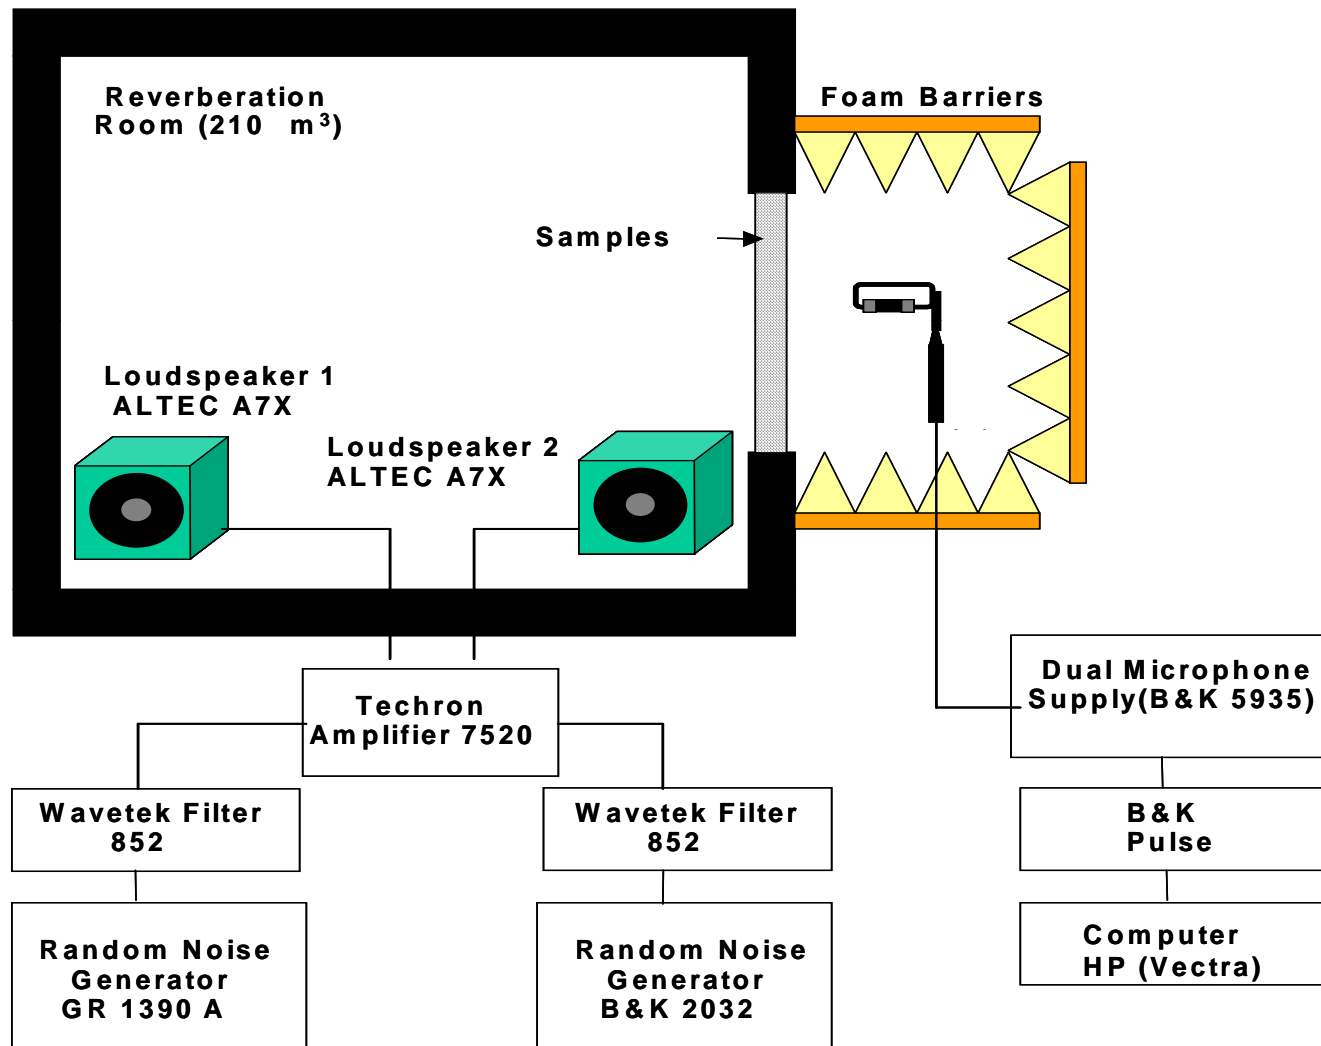 Reverberation
Room (210 m³)
Foam Barriers
Samples
Loudspeaker 1
ALTEC A7X
Loudspeaker 2
ALTEC A7X
Techron
Amplifier 7520
Dual Microphone
Supply(B&K 5935)
Wavetek Filter
852
Wavetek Filter
852
B&K
Pulse
Random Noise
Generator
GR 1390 A
Random Noise
Generator
B&K 2032
Computer
HP (Vectra)